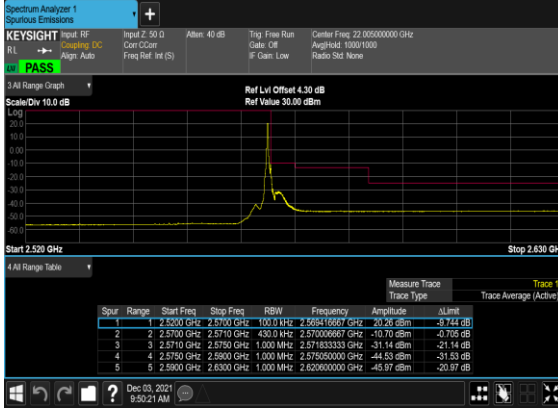 Spectrum Analyzer 1
Spurious Emissions
+
KEYSIGHT Input: RF Input Z: 50 Ω Atten: 40 dB Trig: Free Run Center Freq: 22.005000000 GHz
RL Coupling: DC Corr CCorr Gate: Off Avg|Hold: 1000/1000
Align: Auto Freq Ref: Int (S) IF Gain: Low Radio Std: None
PASS
3 All Range Graph
Ref Lvl Offset 4.30 dB
Scale/Div 10.0 dB Ref Value 30.00 dBm
Log
20.0
10.0
0.00
-10.0
-20.0
-30.0
-40.0
-50.0
-60.0
Start 2.520 GHz Stop 2.630 GH
4 All Range Table
Measure Trace Trace 1
Trace Type Trace Average (Active)
Spur Range Start Freq Stop Freq RBW Frequency Amplitude ΔLimit
1 1 2.5200 GHz 2.5700 GHz 100.0 kHz 2.569416667 GHz 20.26 dBm -9.744 dB
2 2 2.5700 GHz 2.5710 GHz 430.0 kHz 2.570006667 GHz -10.70 dBm -0.705 dB
3 3 2.5710 GHz 2.5750 GHz 1.000 MHz 2.571833333 GHz -31.14 dBm -21.14 dB
4 4 2.5750 GHz 2.5900 GHz 1.000 MHz 2.575050000 GHz -44.53 dBm -31.53 dB
5 5 2.5900 GHz 2.6300 GHz 1.000 MHz 2.620600000 GHz -45.97 dBm -20.97 dB
?
Dec 03, 2021
9:50:21 AM